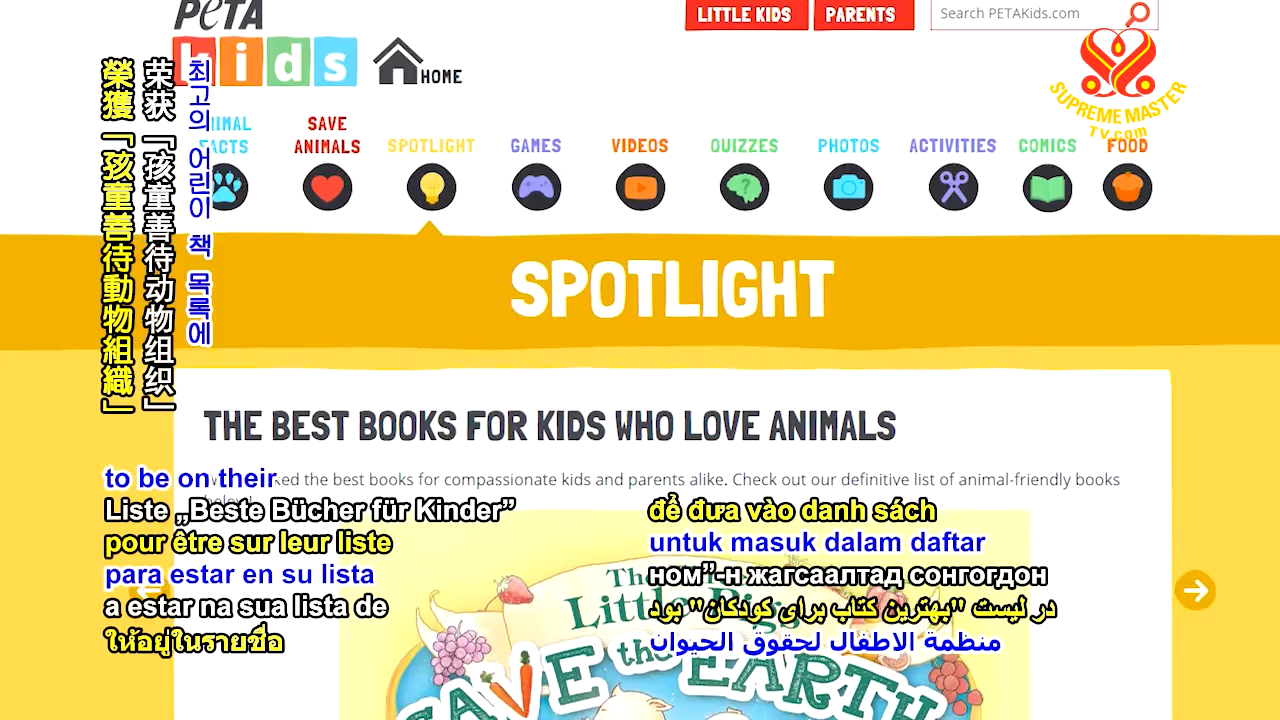 PETA
LITTLE KIDS
PARENTS
Search PETAKids.com
kids
HOME
SUPREME MASTER
TV.com
ANIMAL FACTS
SAVE ANIMALS
SPOTLIGHT
GAMES
VIDEOS
QUIZZES
PHOTOS
ACTIVITIES
COMICS
FOOD
榮獲「孩童善待動物組織」
荣获「孩童善待动物组织」
최고의 어린이 책 목록에
SPOTLIGHT
THE BEST BOOKS FOR KIDS WHO LOVE ANIMALS
the best books for compassionate kids and parents alike. Check out our definitive list of animal-friendly books
to be on their
Liste „Beste Bücher für Kinder”
pour être sur leur liste
para estar en su lista
a estar na sua lista de
ให้อยู่ในรายชื่อ
để đưa vào danh sách
untuk masuk dalam daftar
ном”-н жагсаалтад сонгогдон
در لیست "بهترین کتاب برای کودکان" بود
منظمة الاطفال لحقوق الحيوان
Little Pigs
SAVE the EARTH